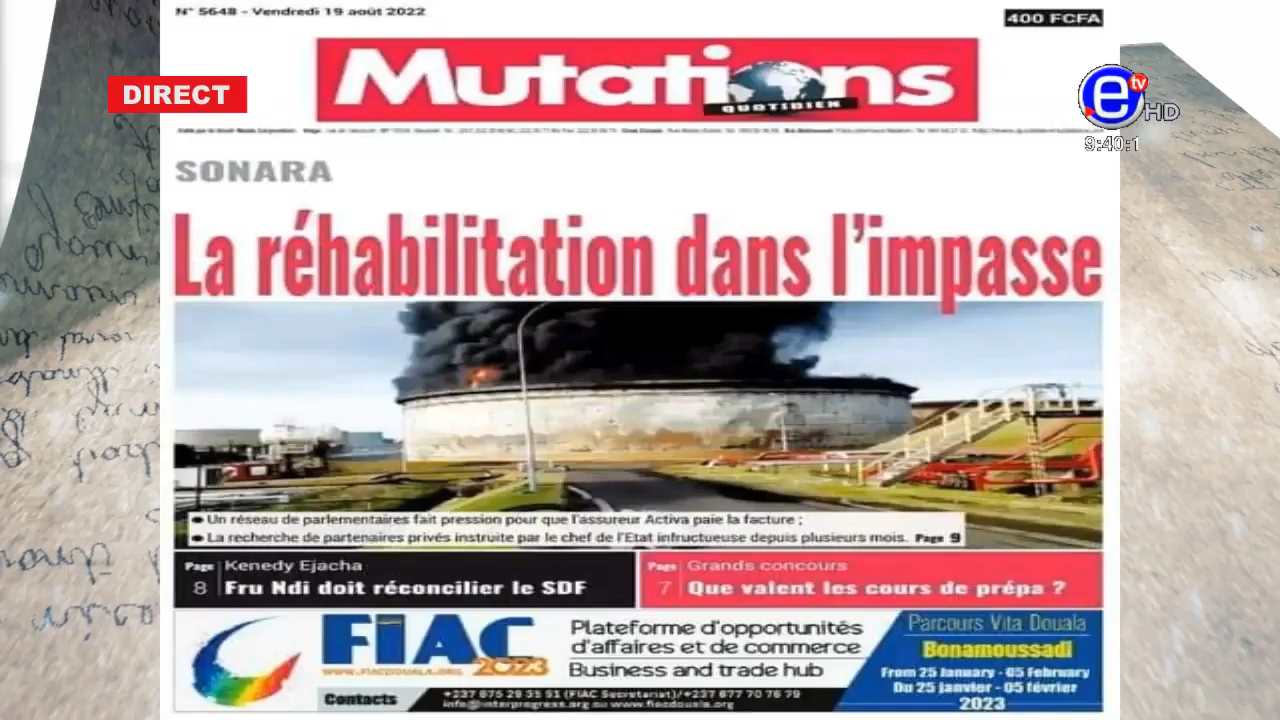 N° 5648 - Vendredi 19 août 2022
400 FCFA
DIRECT
Mutations
QUOTIDIEN
e tv HD
9:40:1
SONARA
La réhabilitation dans l'impasse
● Un réseau de parlementaires fait pression pour que l'assureur Activa paie la facture ;
● La recherche de partenaires privés instruite par le chef de l'Etat infructueuse depuis plusieurs mois. Page 9
Page 8 Kenedy Ejacha
Fru Ndi doit réconcilier le SDF
Page 7 Grands concours
Que valent les cours de prépa ?
FIAC
2023
WWW.FIACDOUALA.ORG
Plateforme d'opportunités
d'affaires et de commerce
Business and trade hub
Contacts
+237 675 29 35 51 (FIAC Secretariat)/+237 677 70 76 79
info@interprogress.org ou www.fiacdouala.org
Parcours Vita Douala
Bonamoussadi
From 25 January - 05 February
Du 25 janvier - 05 février
2023